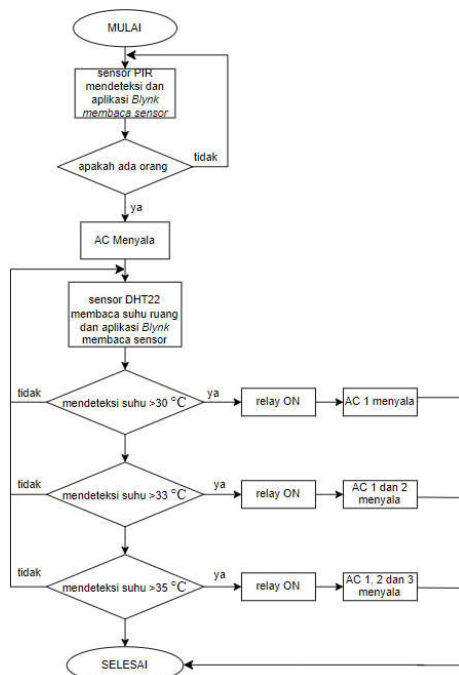 MULAI
sensor PIR
mendeteksi dan
aplikasi Blynk
membaca sensor
apakah ada orang
tidak
ya
AC Menyala
sensor DHT22
membaca suhu ruang
dan aplikasi Blynk
membaca sensor
tidak
mendeteksi suhu >30 °C
ya
relay ON
AC 1 menyala
tidak
mendeteksi suhu >33 °C
ya
relay ON
AC 1 dan 2
menyala
tidak
mendeteksi suhu >35 °C
ya
relay ON
AC 1, 2 dan 3
menyala
SELESAI